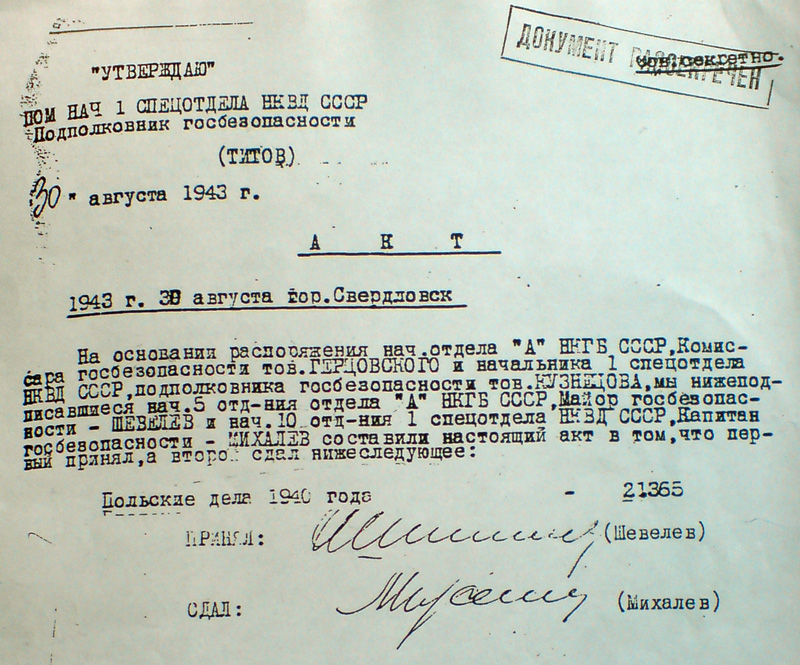 ДОКУМЕНТ РАССЕКРЕЧЕН
сов.секретно.
"УТВЕРЖДАЮ"
ПОМ НАЧ 1 СПЕЦОТДЕЛА НКВД СССР
Подполковник госбезопасности
(ТИТОВ)
30 " августа 1943 г.
А К Т
1943 г. 30 августа гор.Свердловск
На основании распоряжения нач.отдела "А" НКГБ СССР,Комис-
сара госбезопасности тов.ГЕРЦОВСКОГО и начальника 1 спецотдела
НКВД СССР,подполковника госбезопасности тов.КУЗНЕЦОВА,мы нижепод-
писавшиеся нач.5 отд-ния отдела "А" НКГБ СССР,Майор госбезопас-
ности - ШЕВЕЛЕВ и нач.10 отд-ния 1 спецотдела НКВД СССР,Капитан
госбезопасности - МИХАЛЕВ составили настоящий акт в том,что пер-
вый принял,а второй сдал нижеследующее:
Польские дела 1940 года - 21365
ПРИНЯЛ: (Шевелев)
СДАЛ: (Михалев)